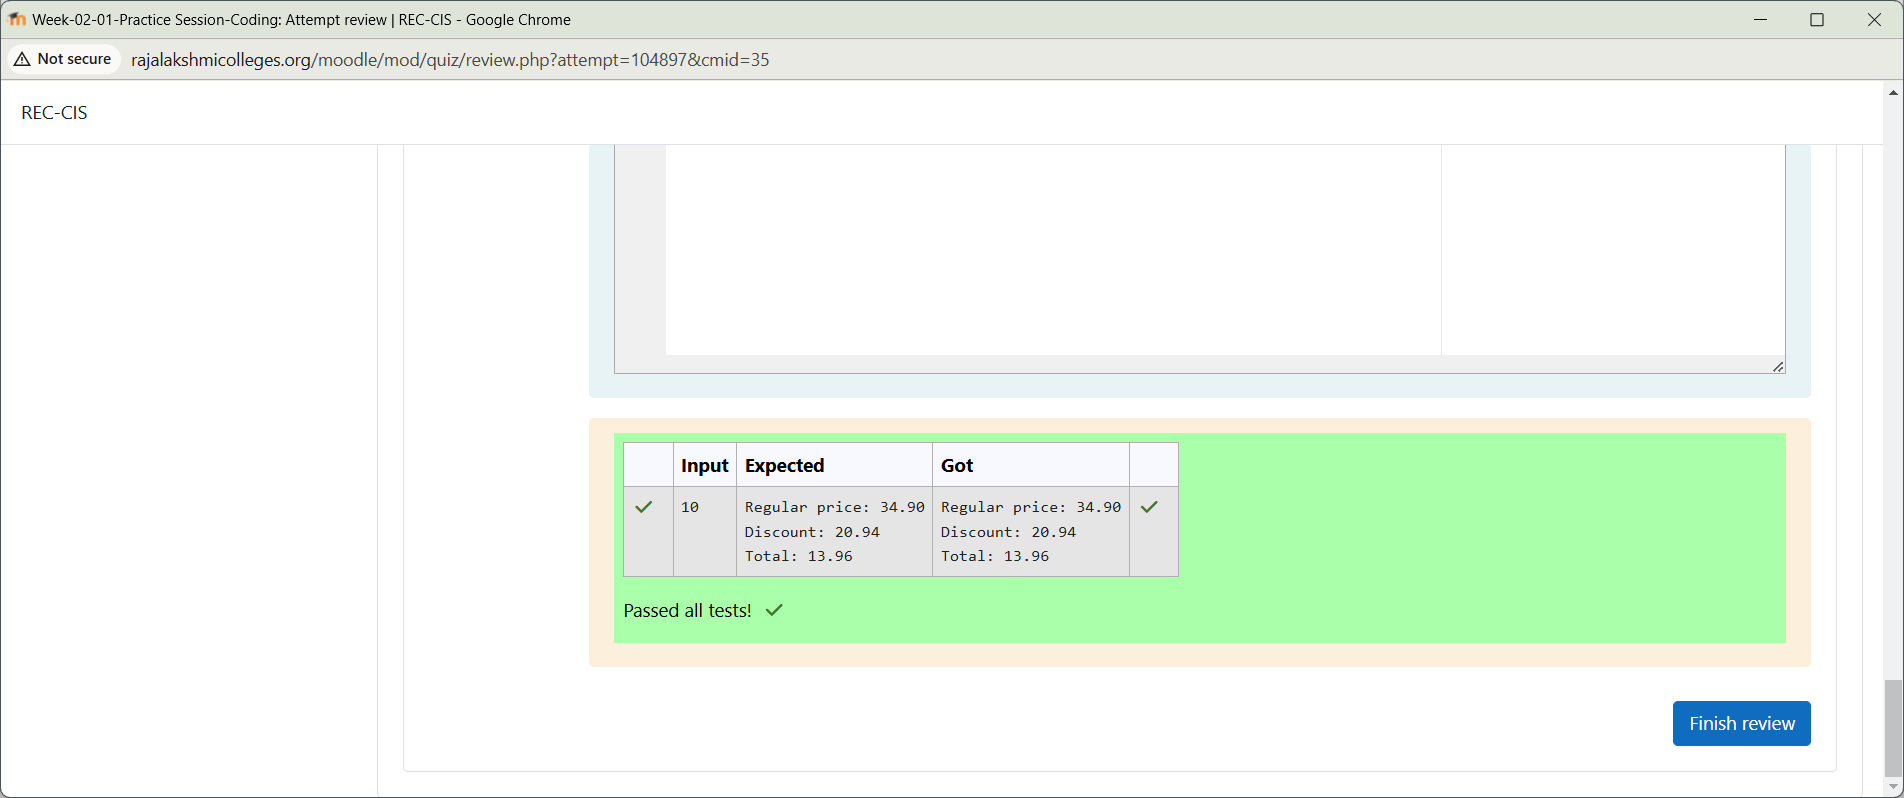 Week-02-01-Practice Session-Coding: Attempt review | REC-CIS - Google Chrome
Not secure rajalakshmicolleges.org/moodle/mod/quiz/review.php?attempt=104897&cmid=35
REC-CIS
Input Expected Got
10 Regular price: 34.90 Regular price: 34.90
Discount: 20.94 Discount: 20.94
Total: 13.96 Total: 13.96
Passed all tests!
Finish review